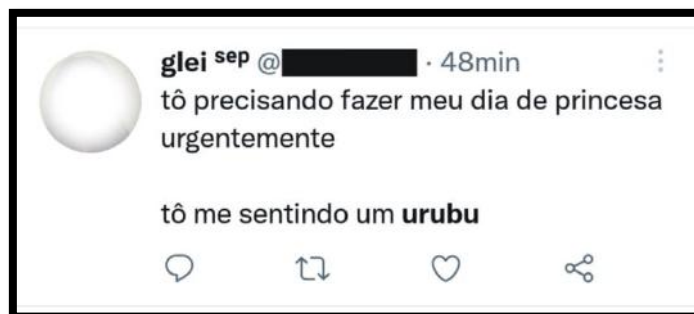 glei sep @ · 48min
tô precisando fazer meu dia de princesa
urgentemente
tô me sentindo um urubu